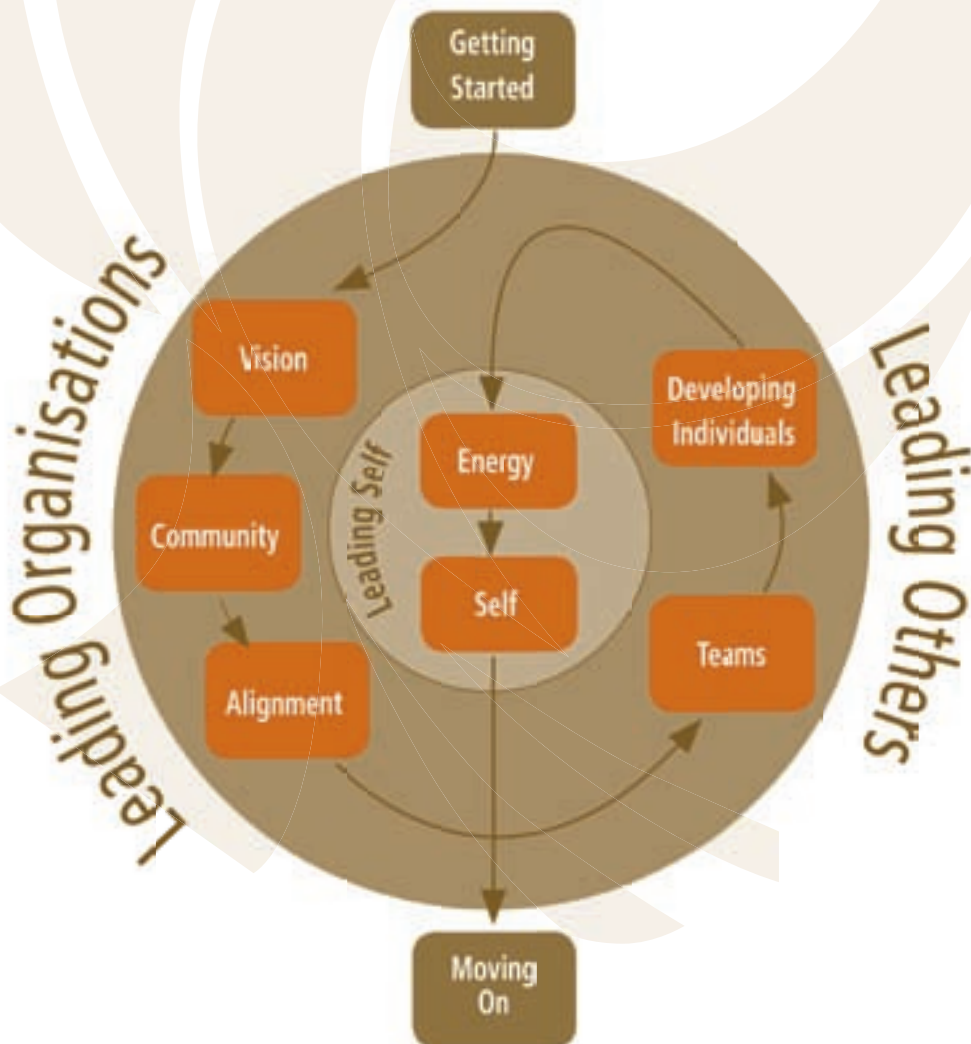 Getting
Started
Leading Organisations
Vision
Community
Alignment
Leading Self
Energy
Self
Developing
Individuals
Teams
Leading Others
Moving
On